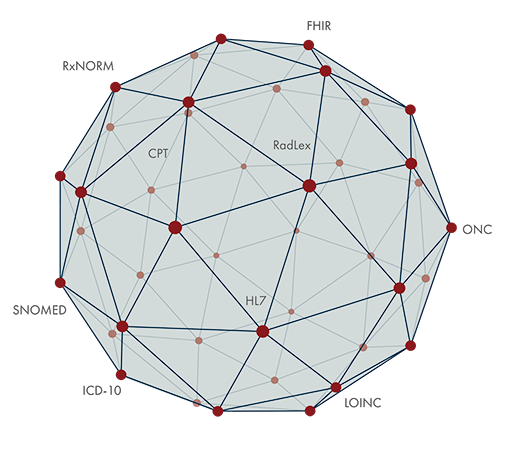 FHIR
RxNORM
CPT
RadLex
ONC
HL7
SNOMED
ICD-10
LOINC